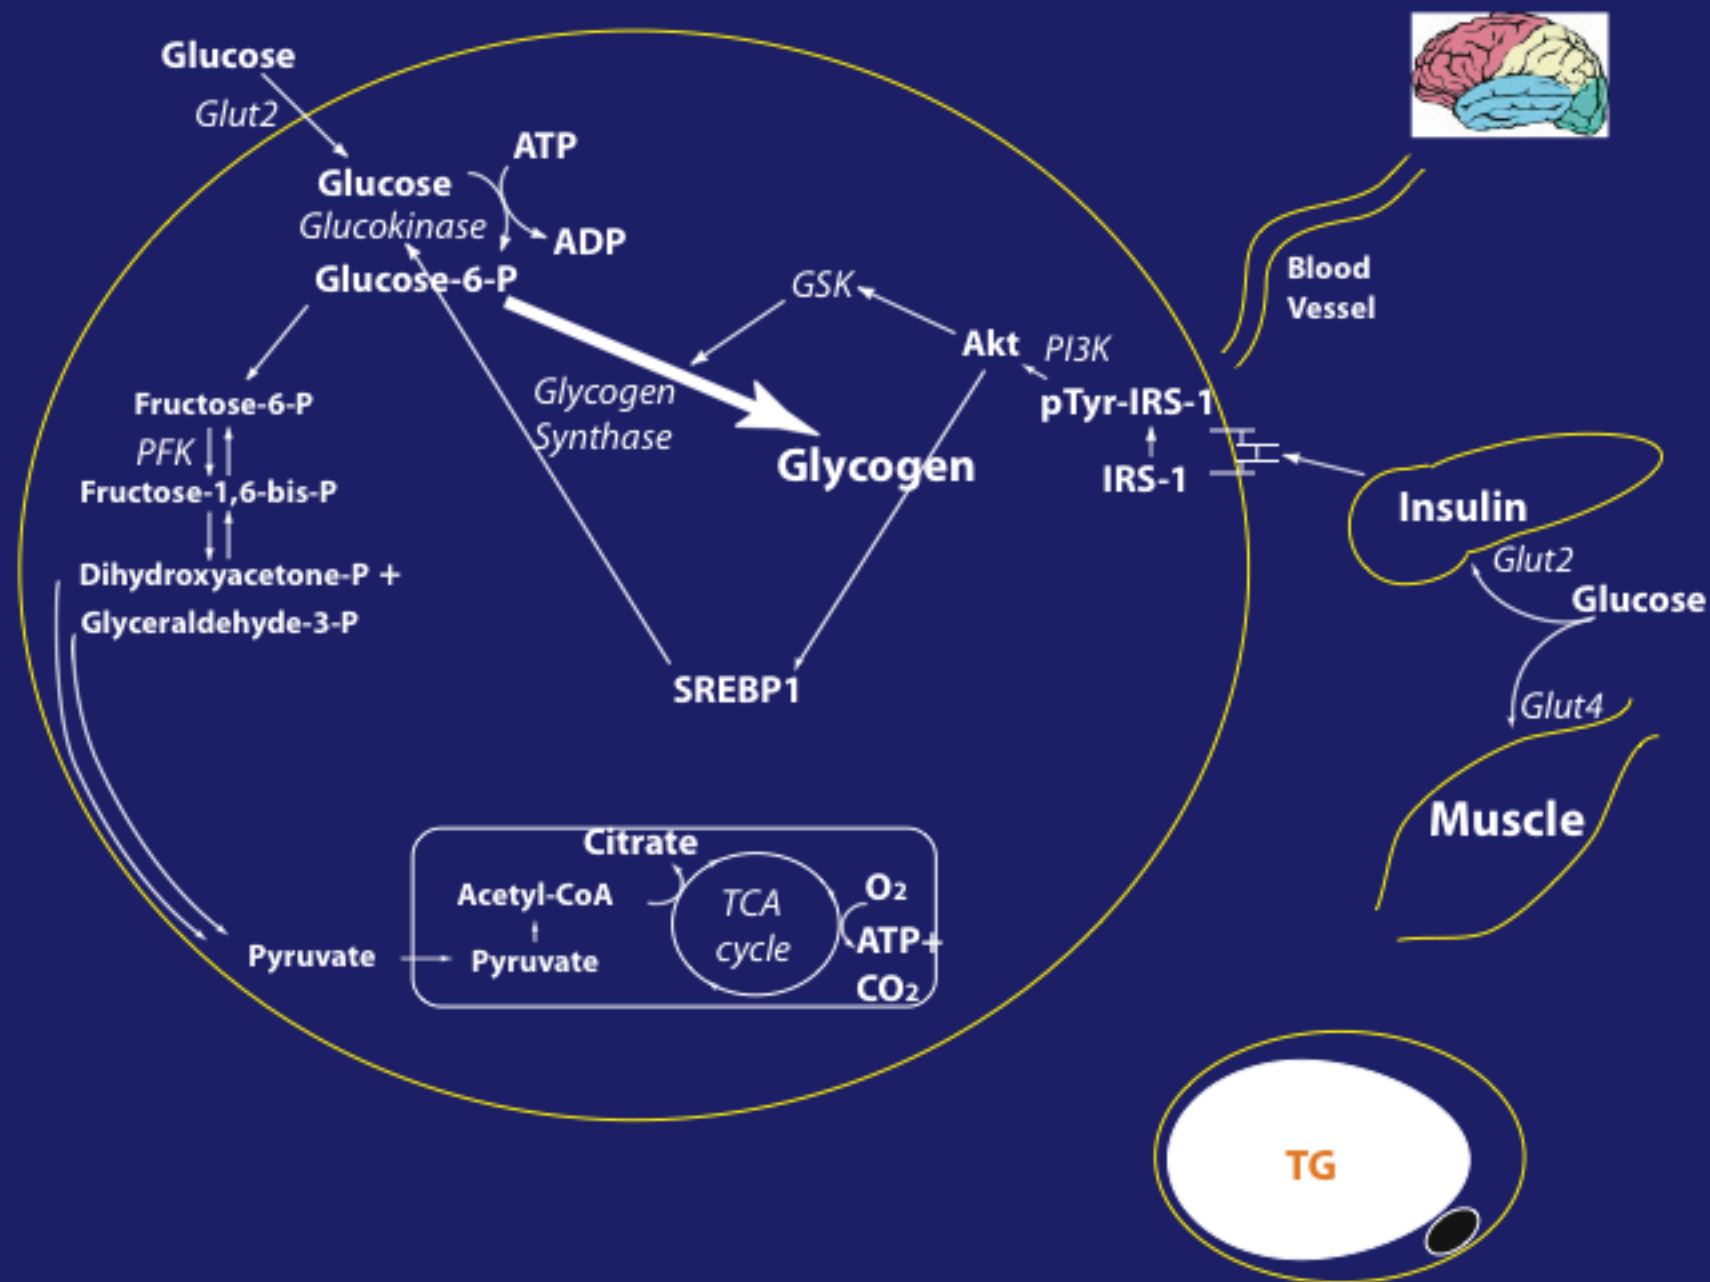 Glucose
Glut2
ATP
Glucose
Glucokinase
ADP
Glucose-6-P
GSK
Akt
PI3K
Blood
Vessel
Glycogen
Synthase
Fructose-6-P
pTyr-IRS-1
PFK
Glycogen
IRS-1
Fructose-1,6-bis-P
Insulin
Glut2
Dihydroxyacetone-P +
Glucose
Glyceraldehyde-3-P
SREBP1
Glut4
Muscle
Citrate
Acetyl-CoA
TCA
cycle
O2
ATP+
CO2
Pyruvate
Pyruvate
TG